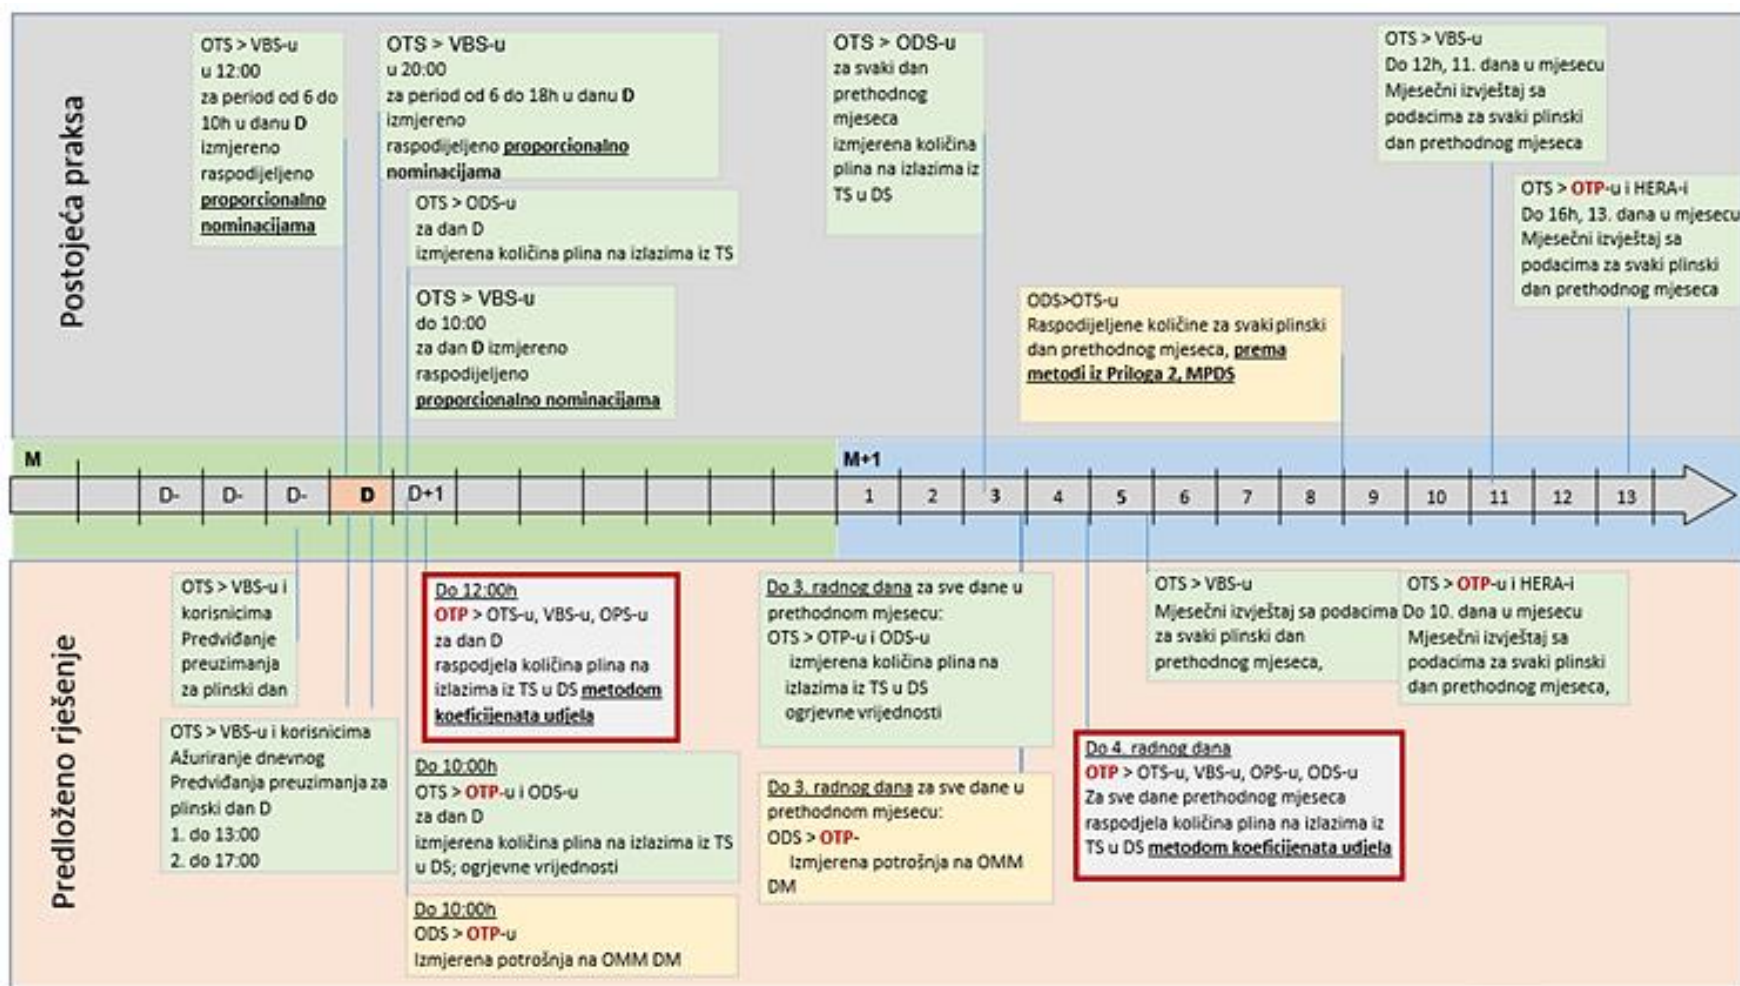 Postojeća praksa
OTS > VBS-u
u 12:00
za period od 6 do
10h u danu D
izmjereno
raspodijeljeno
proporcionalno
nominacijama
OTS > VBS-u
u 20:00
za period od 6 do 18h u danu D
izmjereno
raspodijeljeno proporcionalno
nominacijama
OTS > ODS-u
za dan D
izmjerena količina plina na izlazima iz TS
OTS > VBS-u
do 10:00
za dan D izmjereno
raspodijeljeno
proporcionalno nominacijama
OTS > ODS-u
za svaki dan
prethodnog
mjeseca
izmjerena količina
plina na izlazima iz
TS u DS
ODS>OTS-u
Raspodijeljene količine za svaki plinski
dan prethodnog mjeseca, prema
metodi iz Priloga 2, MPDS
OTS > VBS-u
Do 12h, 11. dana u mjesecu
Mjesečni izvještaj sa
podacima za svaki plinski
dan prethodnog mjeseca
OTS > OTP-u i HERA-i
Do 16h, 13. dana u mjesecu
Mjesečni izvještaj sa
podacima za svaki plinski
dan prethodnog mjeseca
M
M+1
D- D- D- D D+1 1 2 3 4 5 6 7 8 9 10 11 12 13
Predloženo rješenje
OTS > VBS-u i
korisnicima
Predviđanje
preuzimanja
za plinski dan
OTS > VBS-u i korisnicima
Ažuriranje dnevnog
Predviđanja preuzimanja za
plinski dan D
1. do 13:00
2. do 17:00
Do 12:00h
OTP > OTS-u, VBS-u, OPS-u
za dan D
raspodjela količina plina na
izlazima iz TS u DS metodom
koeficijenata udjela
Do 10:00h
OTS > OTP-u i ODS-u
za dan D
izmjerena količina plina na izlazima iz TS
u DS; ogrjevne vrijednosti
Do 10:00h
ODS > OTP-u
Izmjerena potrošnja na OMM DM
Do 3. radnog dana za sve dane u
prethodnom mjesecu:
OTS > OTP-u i ODS-u
izmjerena količina plina na
izlazima iz TS u DS
ogrjevne vrijednosti
Do 3. radnog dana za sve dane u
prethodnom mjesecu:
ODS > OTP-
Izmjerena potrošnja na OMM
DM
Do 4. radnog dana
OTP > OTS-u, VBS-u, OPS-u, ODS-u
Za sve dane prethodnog mjeseca
raspodjela količina plina na izlazima iz
TS u DS metodom koeficijenata udjela
OTS > VBS-u
Mjesečni izvještaj sa podacima
za svaki plinski dan
prethodnog mjeseca,
OTS > OTP-u i HERA-i
Do 10. dana u mjesecu
Mjesečni izvještaj sa
podacima za svaki plinski
dan prethodnog mjeseca,